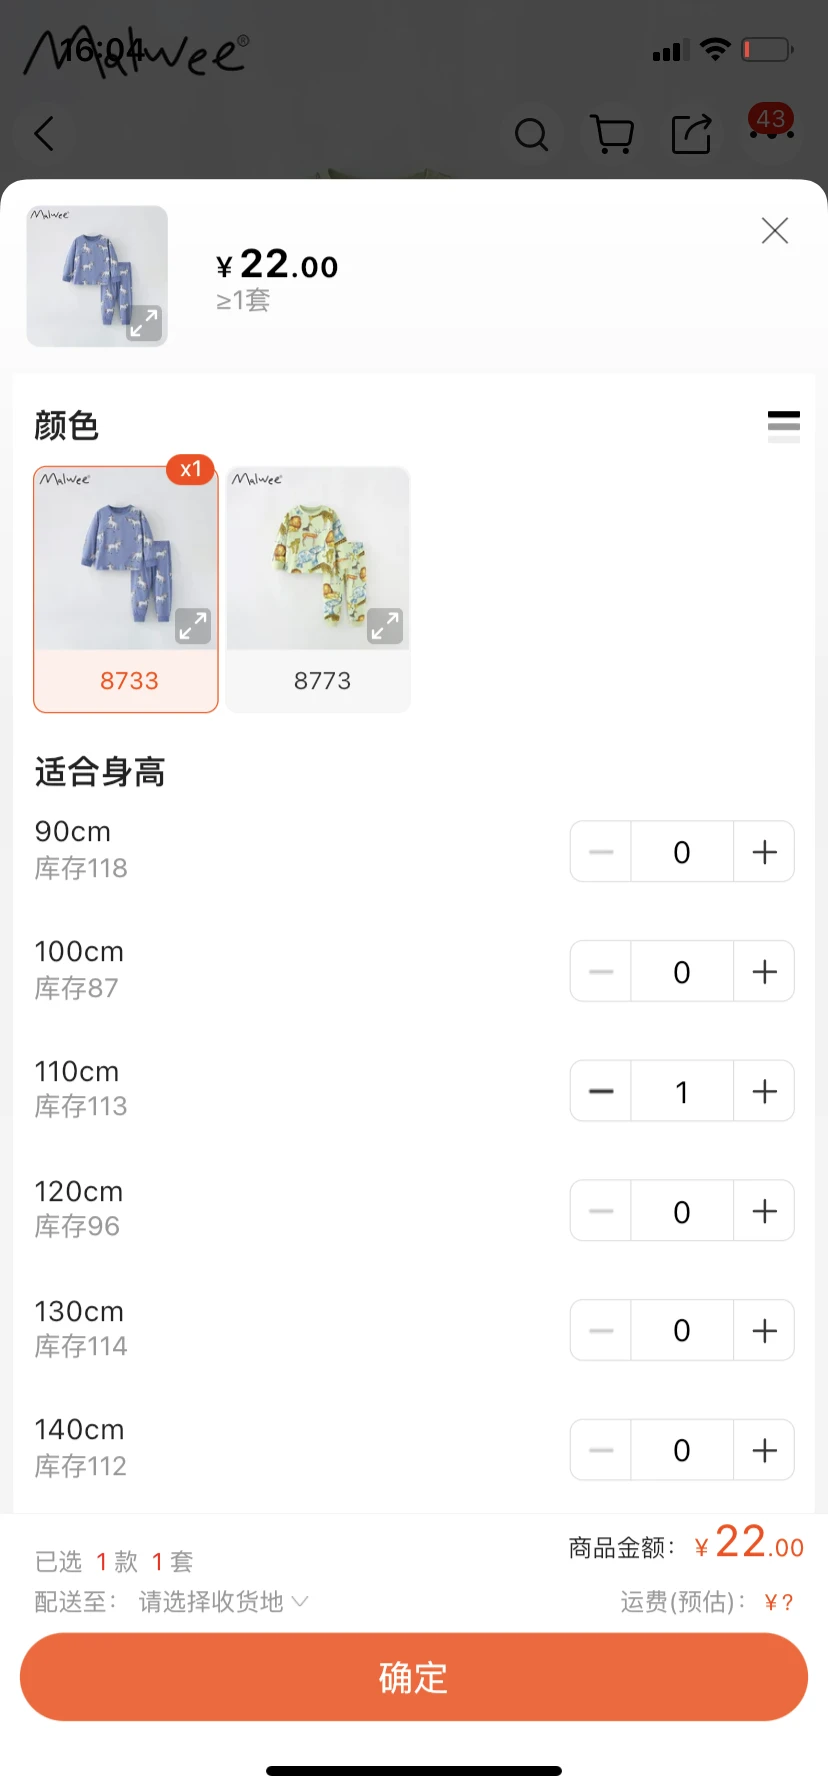 Malwee®
16:04
43
Malwee
¥22.00
≥1套
颜色
x1
Malwee
Malwee
8733
8773
适合身高
90cm
库存118
0
100cm
库存87
0
110cm
库存113
1
120cm
库存96
0
130cm
库存114
0
140cm
库存112
0
已选 1 款 1 套
商品金额: ¥22.00
配送至: 请选择收货地
运费(预估): ¥?
确定